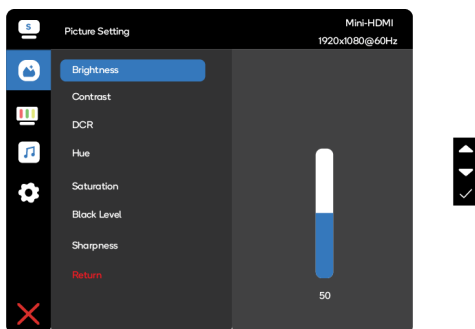 S
Picture Setting
Mini-HDMI
1920x1080@60Hz
Brightness
Contrast
DCR
Hue
Saturation
Black Level
Sharpness
Return
50